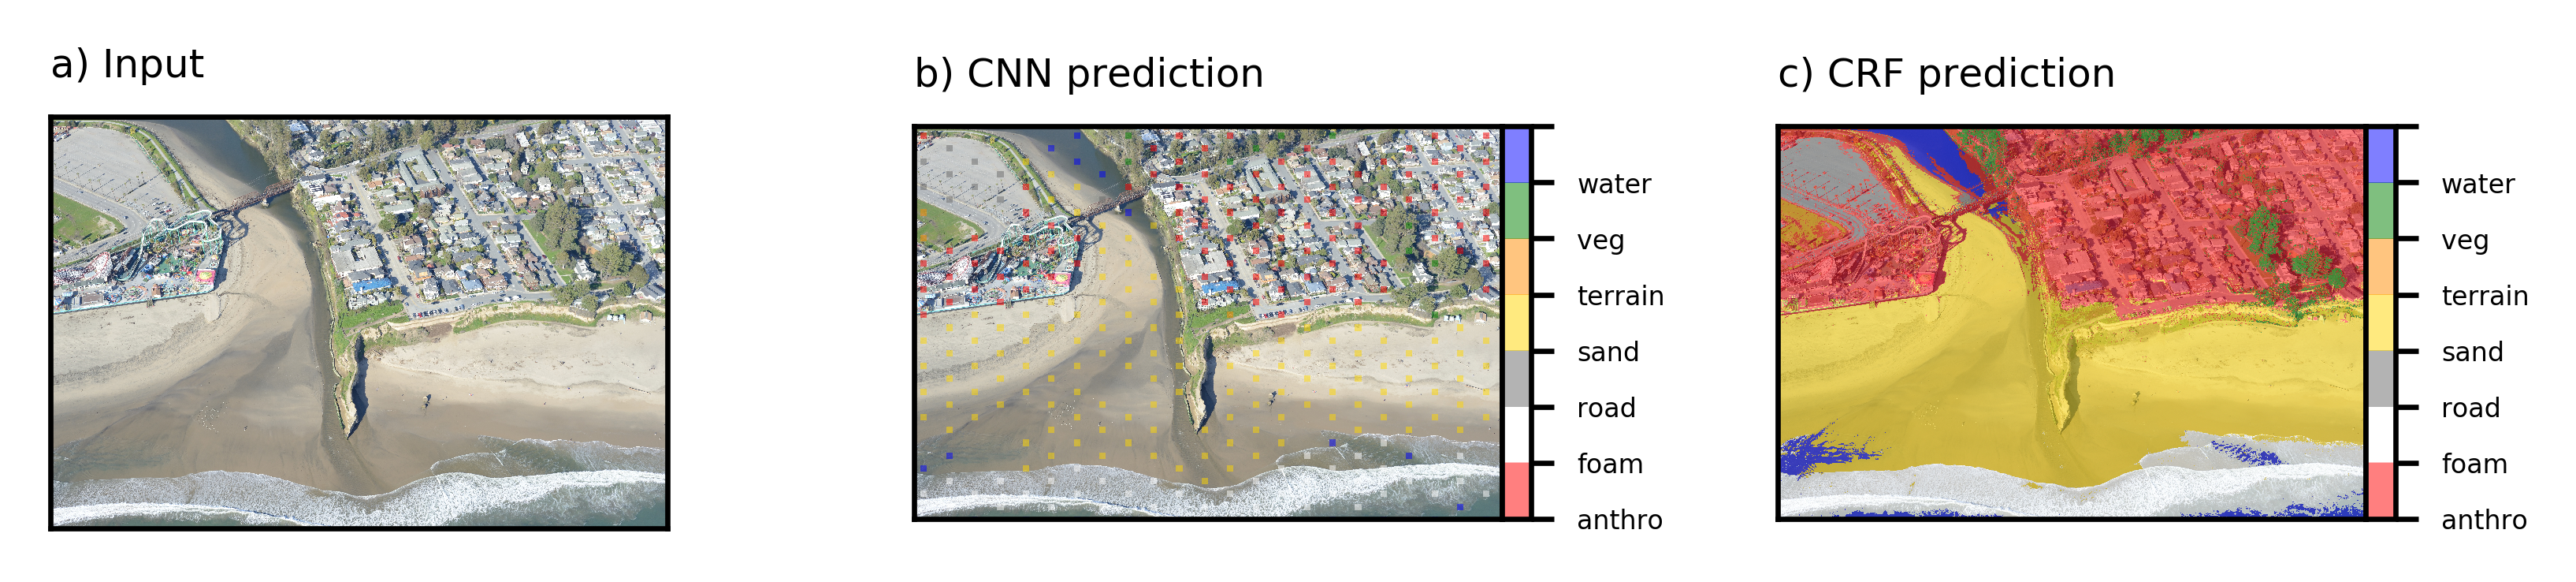 a) Input
b) CNN prediction
water
veg
terrain
sand
road
foam
anthro
c) CRF prediction
water
veg
terrain
sand
road
foam
anthro